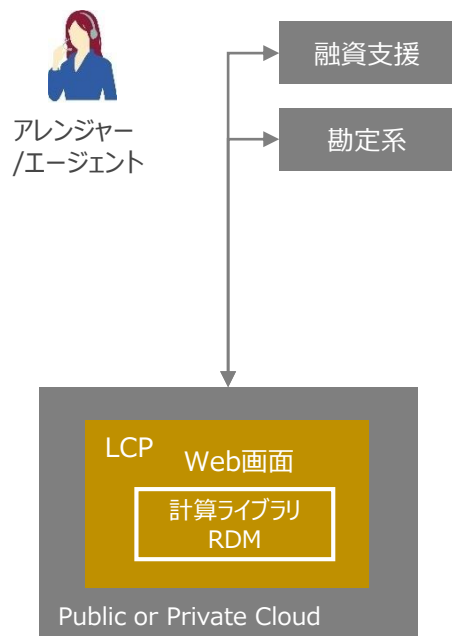 融資支援
勘定系
アレンジャー
/エージェント
LCP
Web画面
計算ライブラリ
RDM
Public or Private Cloud